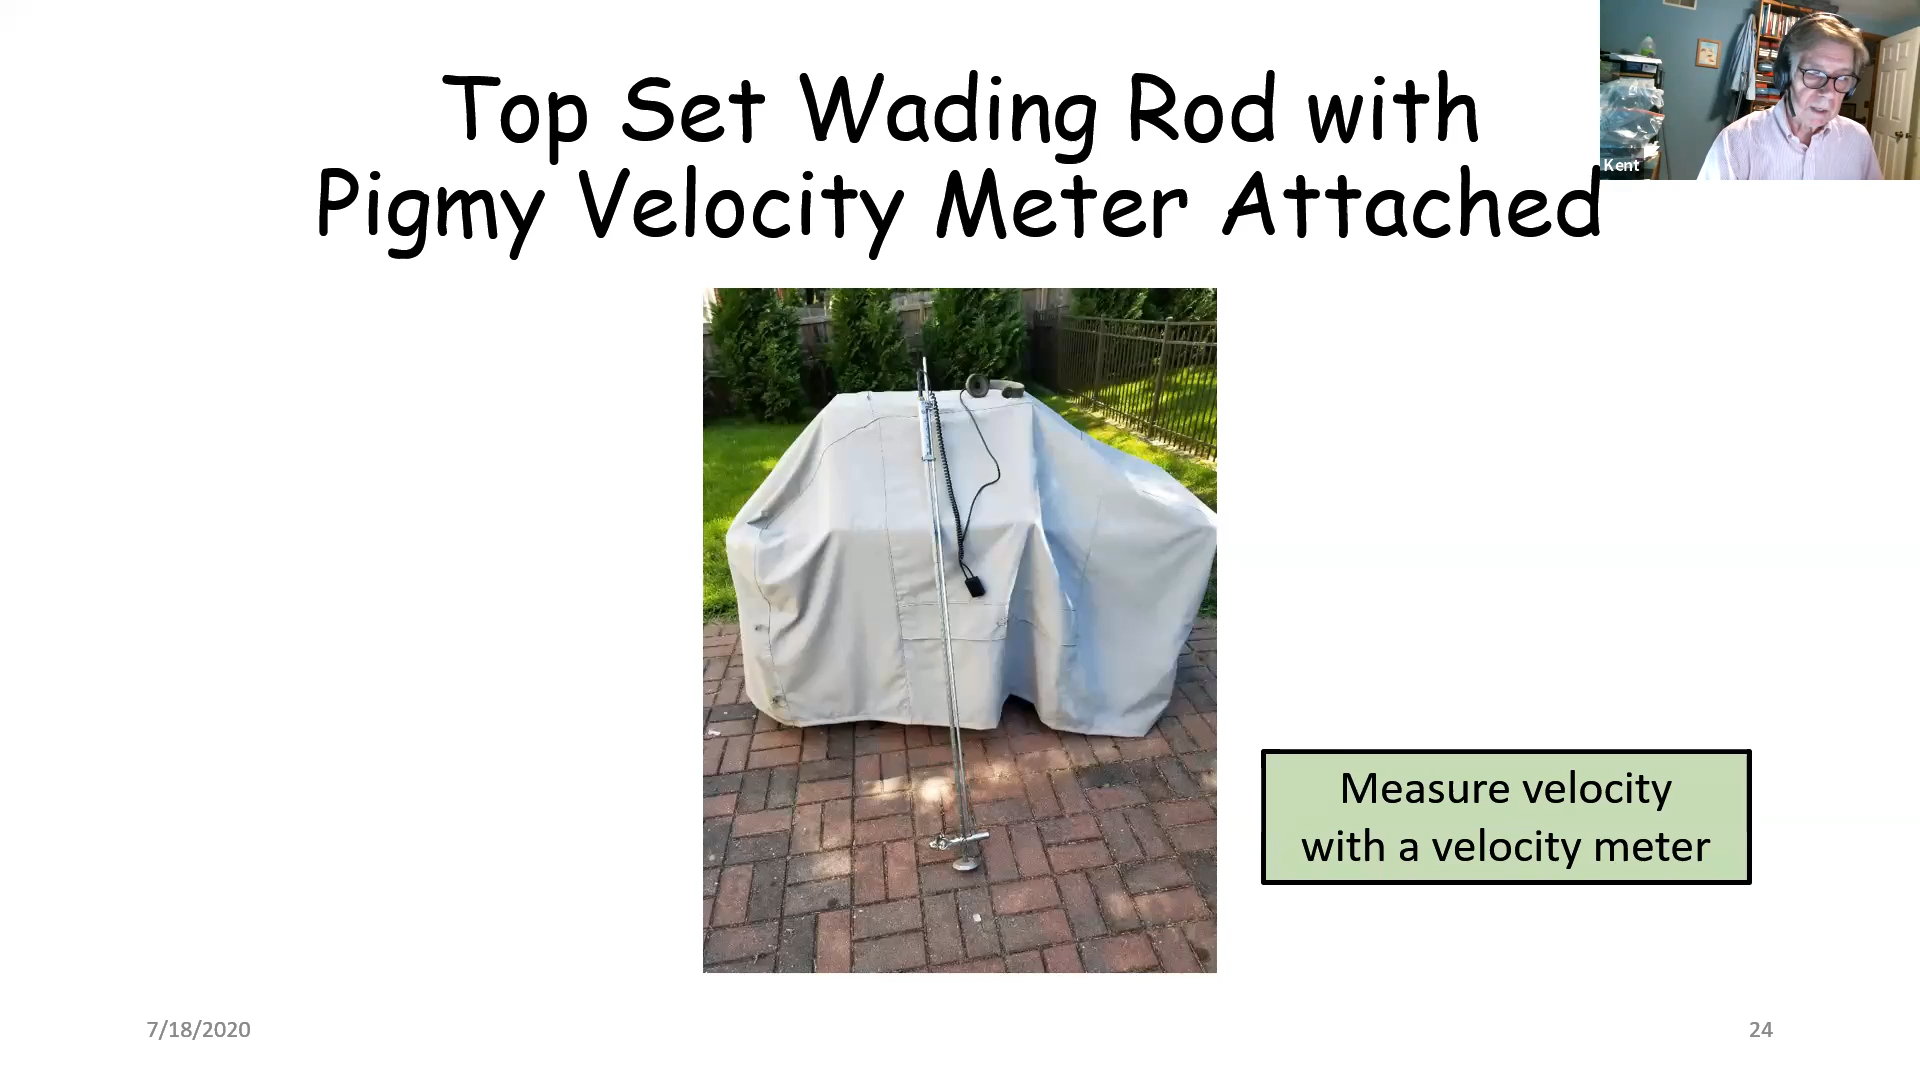 Top Set Wading Rod with
Pigmy Velocity Meter Attached
Kent
Measure velocity
with a velocity meter
7/18/2020
24